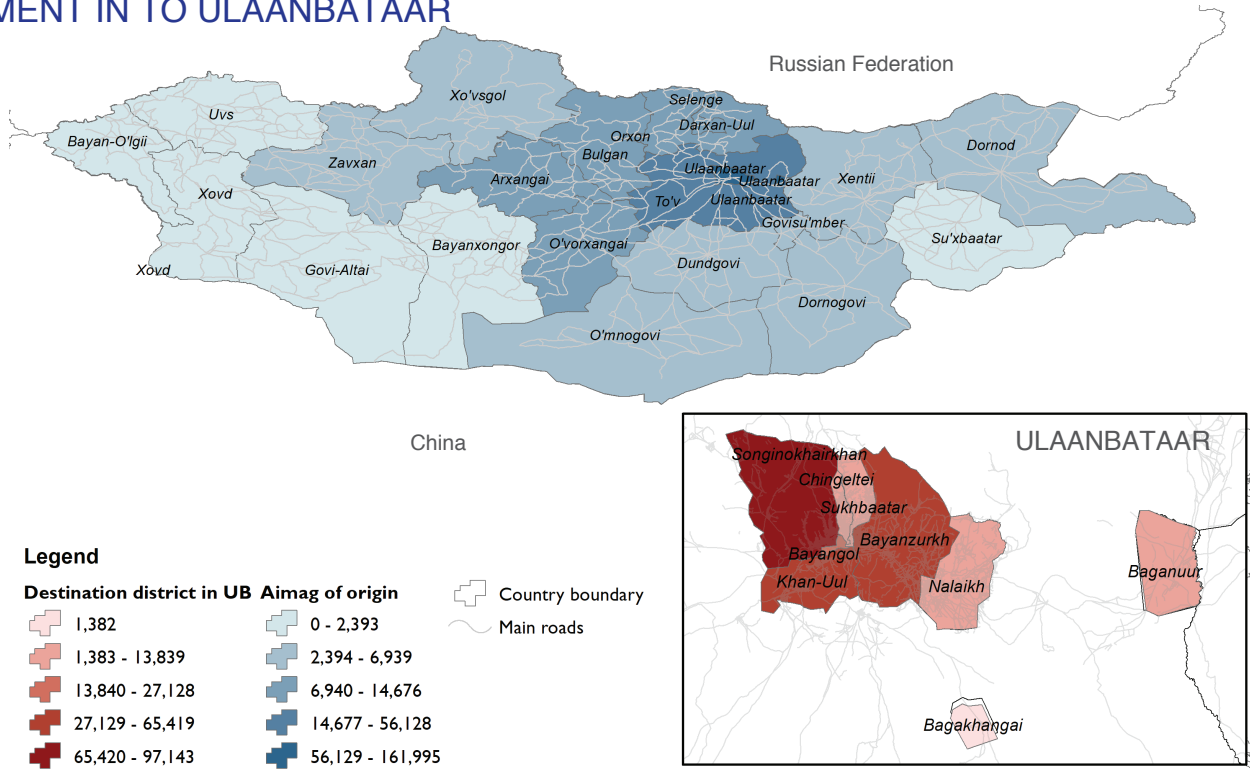 MENT IN TO ULAANBATAAR
Russian Federation
Xo'vsgol
Selenge
Uvs
Darxan-Uul
Orxon
Bayan-O'lgii
Dornod
Bulgan
Zavxan
Ulaanbaatar
Arxangai
Ulaanbaatar
Xentii
Xovd
To'v
Ulaanbaatar
Govisu'mber
Bayanxongor
O'vorxangai
Su'xbaatar
Xovd
Govi-Altai
Dundgovi
Dornogovi
O'mnogovi
China
ULAANBATAAR
Songinokhairkhan
Chingeltei
Sukhbaatar
Bayanzurkh
Bayangol
Khan-Uul
Nalaikh
Baganuur
Bagakhangai
Legend
Destination district in UB
1,382
1,383 - 13,839
13,840 - 27,128
27,129 - 65,419
65,420 - 97,143
Aimag of origin
0 - 2,393
2,394 - 6,939
6,940 - 14,676
14,677 - 56,128
56,129 - 161,995
Country boundary
Main roads